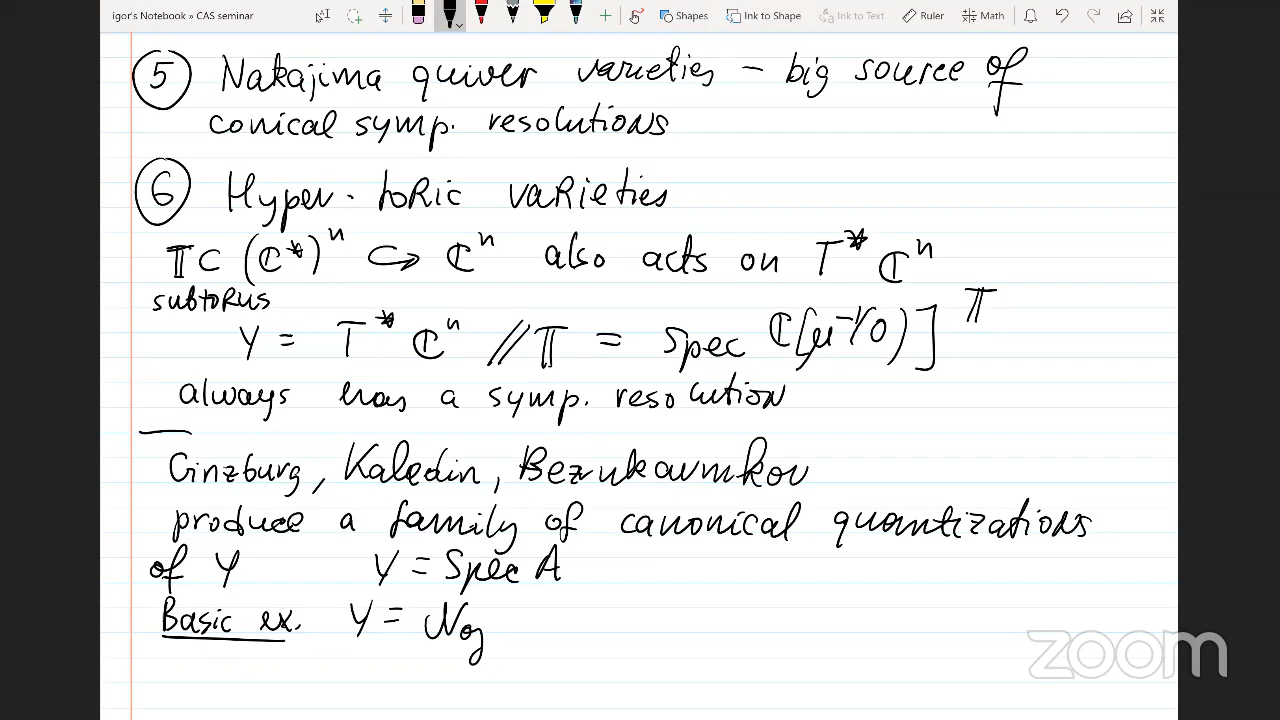 igor's Notebook » CAS seminar
Shapes Ink to Shape Ink to Text Ruler Math
⑤ Nakajima quiver varieties - big source of
conical symp. resolutions
⑥ Hyper-toric varieties
𝕋 ⊂ (ℂ*)ⁿ ↪ ℂⁿ also acts on T*ℂⁿ
subtorus
Y = T*ℂⁿ // 𝕋 = Spec ℂ[μ⁻¹(0)]^𝕋
always has a symp. resolution
Ginzburg, Kaledin, Bezrukavnikov
produce a family of canonical quantizations
of Y Y = Spec A
Basic ex. Y = 𝒩_𝔤
zoom